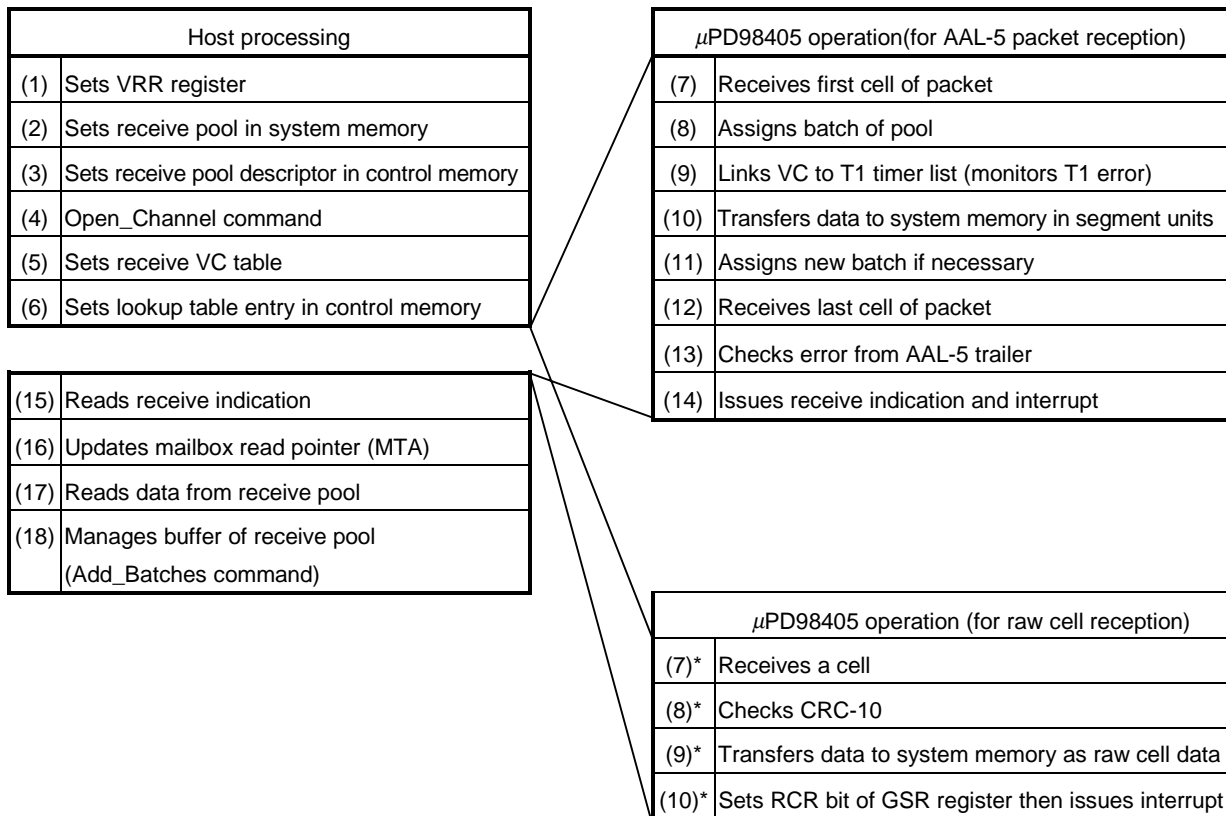 Host processing
(1) Sets VRR register
(2) Sets receive pool in system memory
(3) Sets receive pool descriptor in control memory
(4) Open_Channel command
(5) Sets receive VC table
(6) Sets lookup table entry in control memory
μPD98405 operation(for AAL-5 packet reception)
(7) Receives first cell of packet
(8) Assigns batch of pool
(9) Links VC to T1 timer list (monitors T1 error)
(10) Transfers data to system memory in segment units
(11) Assigns new batch if necessary
(12) Receives last cell of packet
(13) Checks error from AAL-5 trailer
(14) Issues receive indication and interrupt
(15) Reads receive indication
(16) Updates mailbox read pointer (MTA)
(17) Reads data from receive pool
(18) Manages buffer of receive pool
(Add_Batches command)
μPD98405 operation (for raw cell reception)
(7)* Receives a cell
(8)* Checks CRC-10
(9)* Transfers data to system memory as raw cell data
(10)* Sets RCR bit of GSR register then issues interrupt